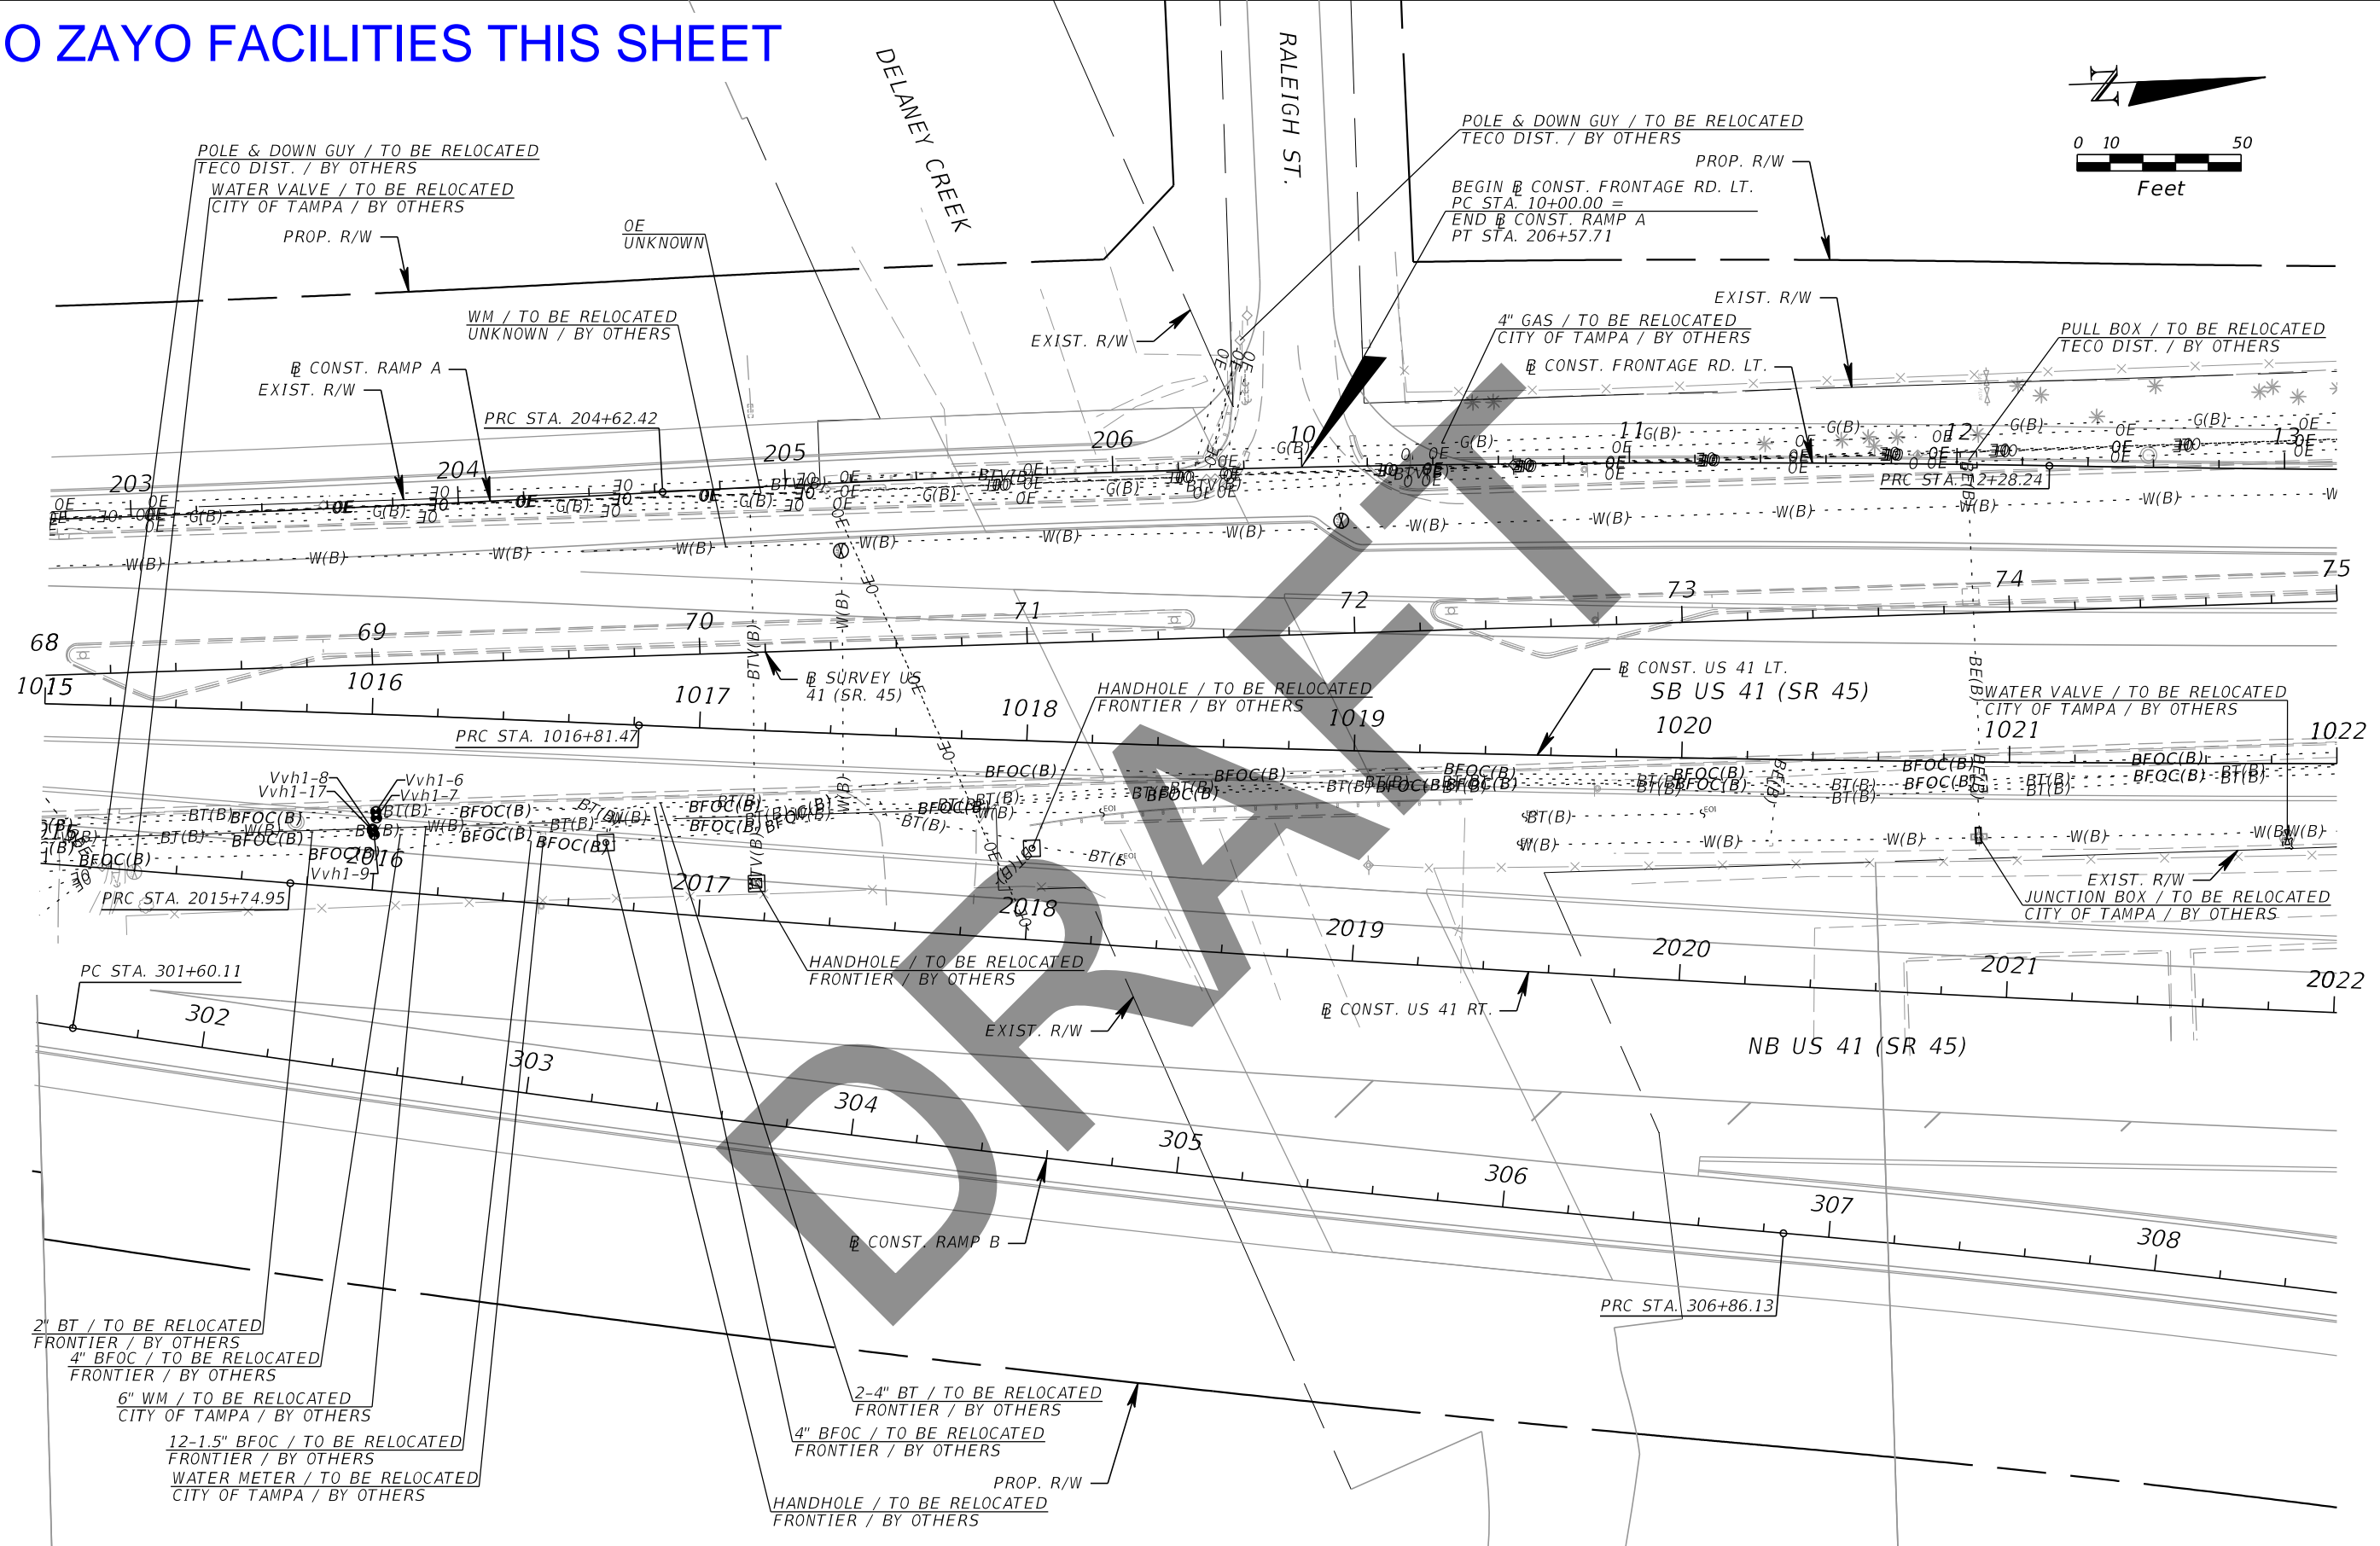 O ZAYO FACILITIES THIS SHEET
DELANEY CREEK
RALEIGH ST.
0 10 50
Feet
POLE & DOWN GUY / TO BE RELOCATED
TECO DIST. / BY OTHERS
WATER VALVE / TO BE RELOCATED
CITY OF TAMPA / BY OTHERS
PROP. R/W
OE
UNKNOWN
WM / TO BE RELOCATED
UNKNOWN / BY OTHERS
CONST. RAMP A
EXIST. R/W
PRC STA. 204+62.42
EXIST. R/W
POLE & DOWN GUY / TO BE RELOCATED
TECO DIST. / BY OTHERS
PROP. R/W
BEGIN CONST. FRONTAGE RD. LT.
PC STA. 10+00.00 =
END CONST. RAMP A
PT STA. 206+57.71
EXIST. R/W
4" GAS / TO BE RELOCATED
CITY OF TAMPA / BY OTHERS
CONST. FRONTAGE RD. LT.
PULL BOX / TO BE RELOCATED
TECO DIST. / BY OTHERS
203 204 205 206 10 11 12 13
PRC STA. 12+28.24
W(B) W(B) W(B) W(B) W(B) W(B) W(B) W(B) W(B) W(B) W(B) W(B)
68 69 70 71 72 73 74 75
SURVEY US
41 (SR. 45)
1015 1016 1017 1018 1019 1020 1021 1022
PRC STA. 1016+81.47
HANDHOLE / TO BE RELOCATED
FRONTIER / BY OTHERS
CONST. US 41 LT.
SB US 41 (SR 45)
WATER VALVE / TO BE RELOCATED
CITY OF TAMPA / BY OTHERS
Vvh1-8
Vvh1-17
Vvh1-6
Vvh1-7
Vvh1-9
PRC STA. 2015+74.95
2016 2017 2018 2019 2020 2021 2022
EXIST. R/W
JUNCTION BOX / TO BE RELOCATED
CITY OF TAMPA / BY OTHERS
HANDHOLE / TO BE RELOCATED
FRONTIER / BY OTHERS
EXIST. R/W
CONST. US 41 RT.
NB US 41 (SR 45)
PC STA. 301+60.11
302 303 304 305 306 307 308
CONST. RAMP B
PRC STA. 306+86.13
2" BT / TO BE RELOCATED
FRONTIER / BY OTHERS
4" BFOC / TO BE RELOCATED
FRONTIER / BY OTHERS
6" WM / TO BE RELOCATED
CITY OF TAMPA / BY OTHERS
12-1.5" BFOC / TO BE RELOCATED
FRONTIER / BY OTHERS
WATER METER / TO BE RELOCATED
CITY OF TAMPA / BY OTHERS
2-4" BT / TO BE RELOCATED
FRONTIER / BY OTHERS
4" BFOC / TO BE RELOCATED
FRONTIER / BY OTHERS
PROP. R/W
HANDHOLE / TO BE RELOCATED
FRONTIER / BY OTHERS
DRAFT